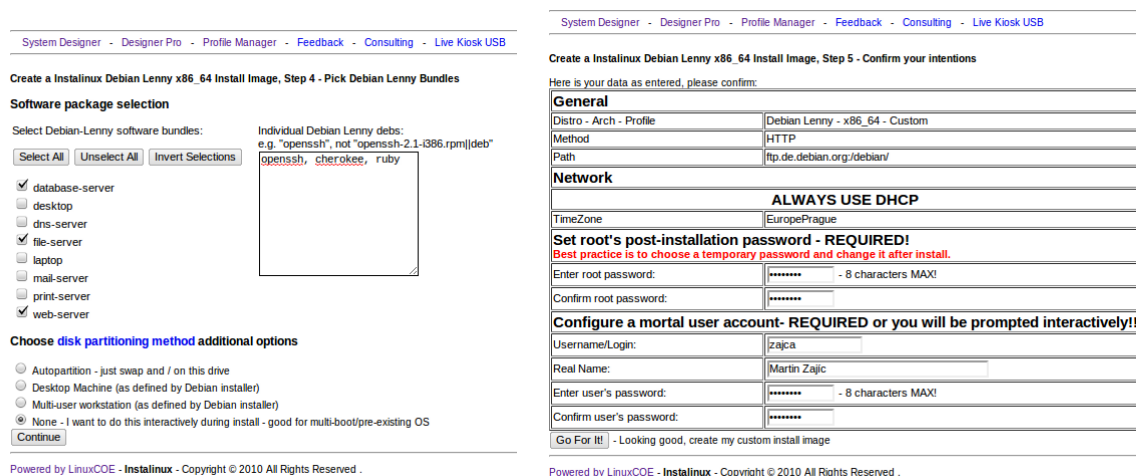 System Designer - Designer Pro - Profile Manager - Feedback - Consulting - Live Kiosk USB
Create a Instalinux Debian Lenny x86_64 Install Image, Step 4 - Pick Debian Lenny Bundles
Software package selection
Select Debian-Lenny software bundles:
Select All Unselect All Invert Selections
database-server
desktop
dns-server
file-server
laptop
mail-server
print-server
web-server
Individual Debian Lenny debs:
e.g. "openssh", not "openssh-2.1-i386.rpm||deb"
openssh, cherokee, ruby
Choose disk partitioning method additional options
Autopartition - just swap and / on this drive
Desktop Machine (as defined by Debian installer)
Multi-user workstation (as defined by Debian installer)
None - I want to do this interactively during install - good for multi-boot/pre-existing OS
Continue
Powered by LinuxCOE - Instalinux - Copyright © 2010 All Rights Reserved .
System Designer - Designer Pro - Profile Manager - Feedback - Consulting - Live Kiosk USB
Create a Instalinux Debian Lenny x86_64 Install Image, Step 5 - Confirm your intentions
Here is your data as entered, please confirm:
General
Distro - Arch - Profile Debian Lenny - x86_64 - Custom
Method HTTP
Path ftp.de.debian.org:/debian/
Network
ALWAYS USE DHCP
TimeZone EuropePrague
Set root's post-installation password - REQUIRED!
Best practice is to choose a temporary password and change it after install.
Enter root password: •••••••• - 8 characters MAX!
Confirm root password: ••••••••
Configure a mortal user account- REQUIRED or you will be prompted interactively!!
Username/Login: zajca
Real Name: Martin Zajíc
Enter user's password: •••••••• - 8 characters MAX!
Confirm user's password: ••••••••
Go For It! - Looking good, create my custom install image
Powered by LinuxCOE - Instalinux - Copyright © 2010 All Rights Reserved .